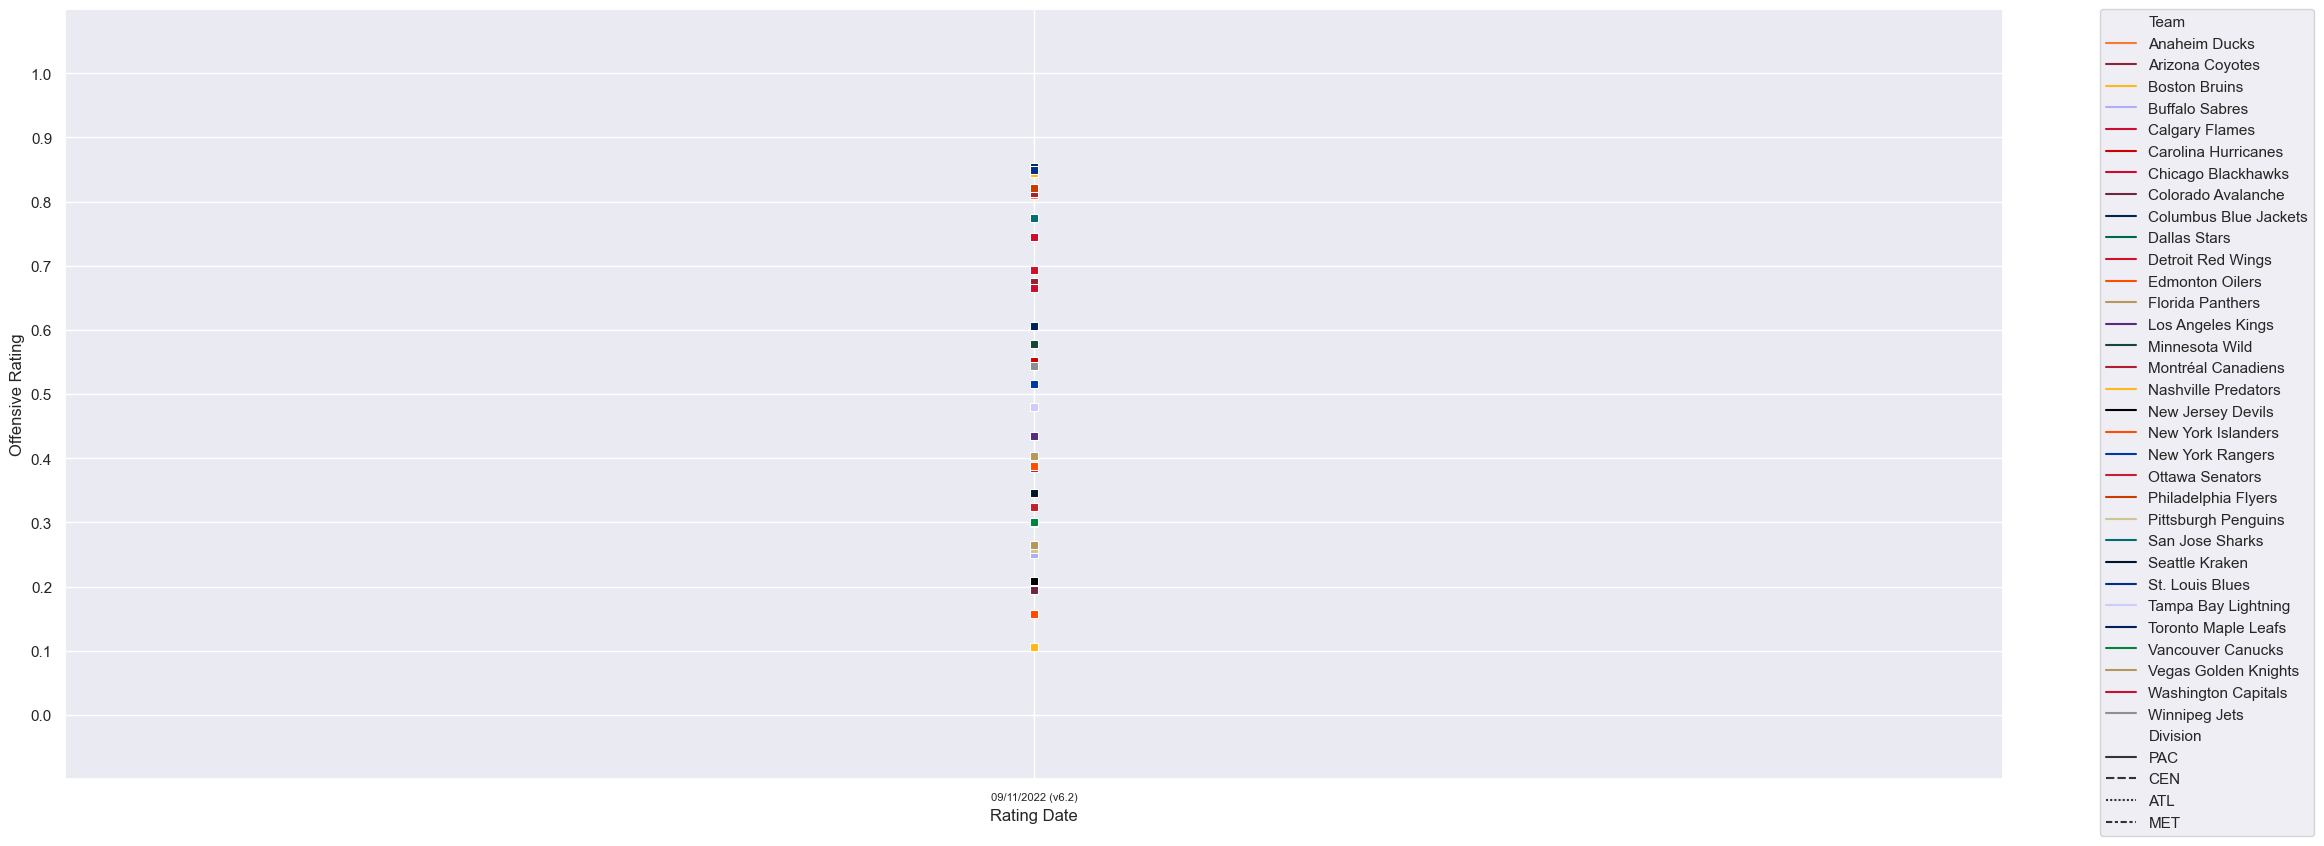 1.0
0.9
0.8
0.7
0.6
0.5
0.4
0.3
0.2
0.1
0.0
Offensive Rating
09/11/2022 (v6.2)
Rating Date
Team
Anaheim Ducks
Arizona Coyotes
Boston Bruins
Buffalo Sabres
Calgary Flames
Carolina Hurricanes
Chicago Blackhawks
Colorado Avalanche
Columbus Blue Jackets
Dallas Stars
Detroit Red Wings
Edmonton Oilers
Florida Panthers
Los Angeles Kings
Minnesota Wild
Montréal Canadiens
Nashville Predators
New Jersey Devils
New York Islanders
New York Rangers
Ottawa Senators
Philadelphia Flyers
Pittsburgh Penguins
San Jose Sharks
Seattle Kraken
St. Louis Blues
Tampa Bay Lightning
Toronto Maple Leafs
Vancouver Canucks
Vegas Golden Knights
Washington Capitals
Winnipeg Jets
Division
PAC
CEN
ATL
MET